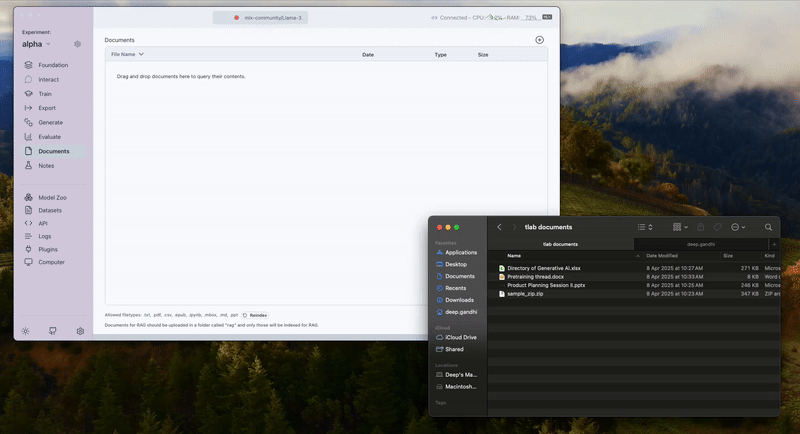 mlx-community/Llama-3.
Connected - CPU: 2% - RAM: 73%
Experiment:
alpha
Foundation
Interact
Train
Export
Generate
Evaluate
Documents
Notes
Model Zoo
Datasets
API
Logs
Plugins
Computer
Documents
File Name Date Type Size
Drag and drop documents here to query their contents.
Allowed filetypes: .txt, .pdf, .csv, .epub, .ipynb, .mbox, .md, .ppt Reindex
Documents for RAG should be uploaded in a folder called "rag" and only those will be indexed for RAG.
tlab documents
tlab documents deep.gandhi
Favorites
Applications
Desktop
Documents
Recents
Downloads
deep.gandhi
iCloud
iCloud Drive
Shared
Locations
Deep's Ma...
Macintosh...
Tags
Name Date Modified Size Kind
Directory of Generative AI.xlsx 8 Apr 2025 at 10:27 AM 271 KB Micros
Pretraining thread.docx 8 Apr 2025 at 10:33 AM 8 KB Word
Product Planning Session II.pptx 8 Apr 2025 at 10:25 AM 246 KB Micros
sample_zip.zip 8 Apr 2025 at 10:23 AM 347 KB ZIP arc